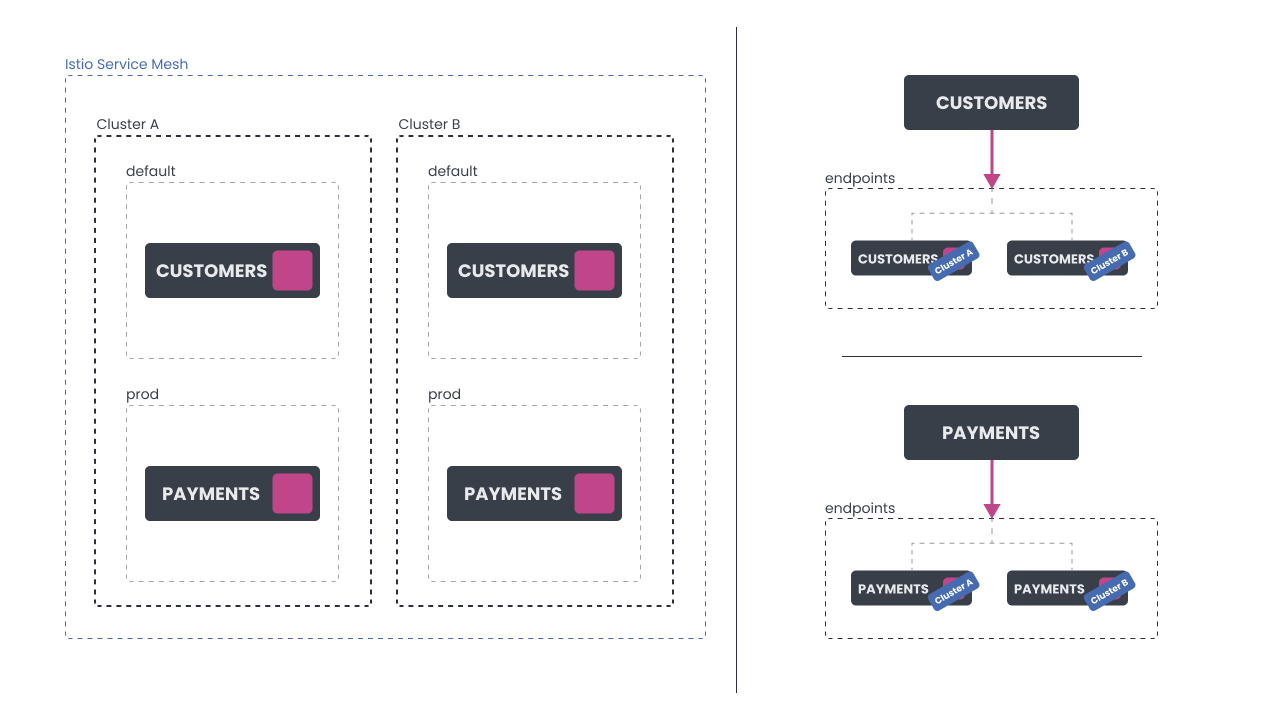 Istio Service Mesh
Cluster A
default
CUSTOMERS
prod
PAYMENTS
Cluster B
default
CUSTOMERS
prod
PAYMENTS
CUSTOMERS
endpoints
CUSTOMERS
Cluster A
CUSTOMERS
Cluster B
PAYMENTS
endpoints
PAYMENTS
Cluster A
PAYMENTS
Cluster B